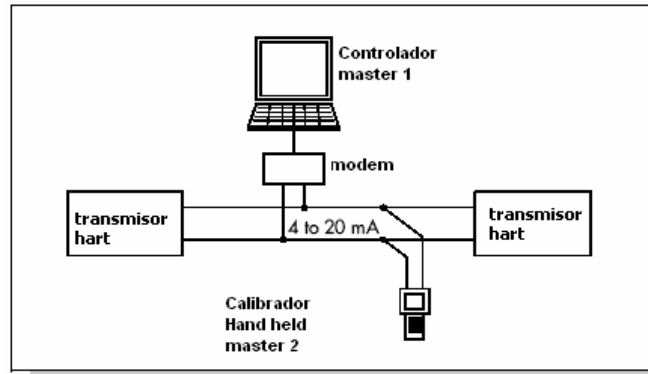 Controlador
master 1
modem
transmisor
hart
4 to 20 mA
transmisor
hart
Calibrador
Hand held
master 2